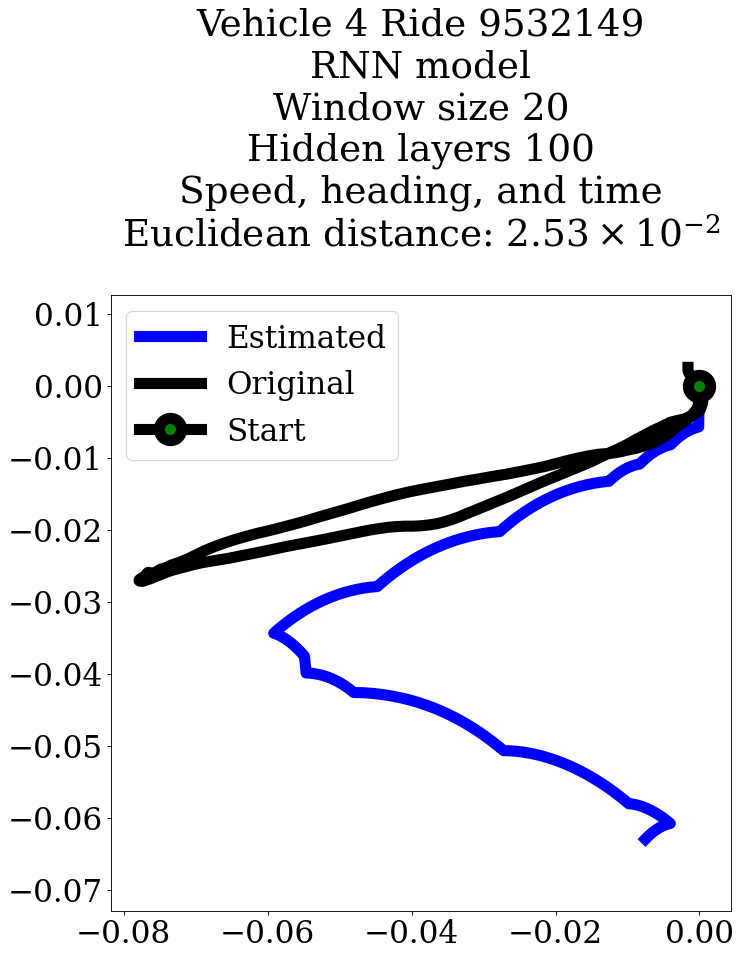 Vehicle 4 Ride 9532149
RNN model
Window size 20
Hidden layers 100
Speed, heading, and time
Euclidean distance: 2.53 × 10⁻²
Estimated
Original
Start
0.01
0.00
−0.01
−0.02
−0.03
−0.04
−0.05
−0.06
−0.07
−0.08 −0.06 −0.04 −0.02 0.00